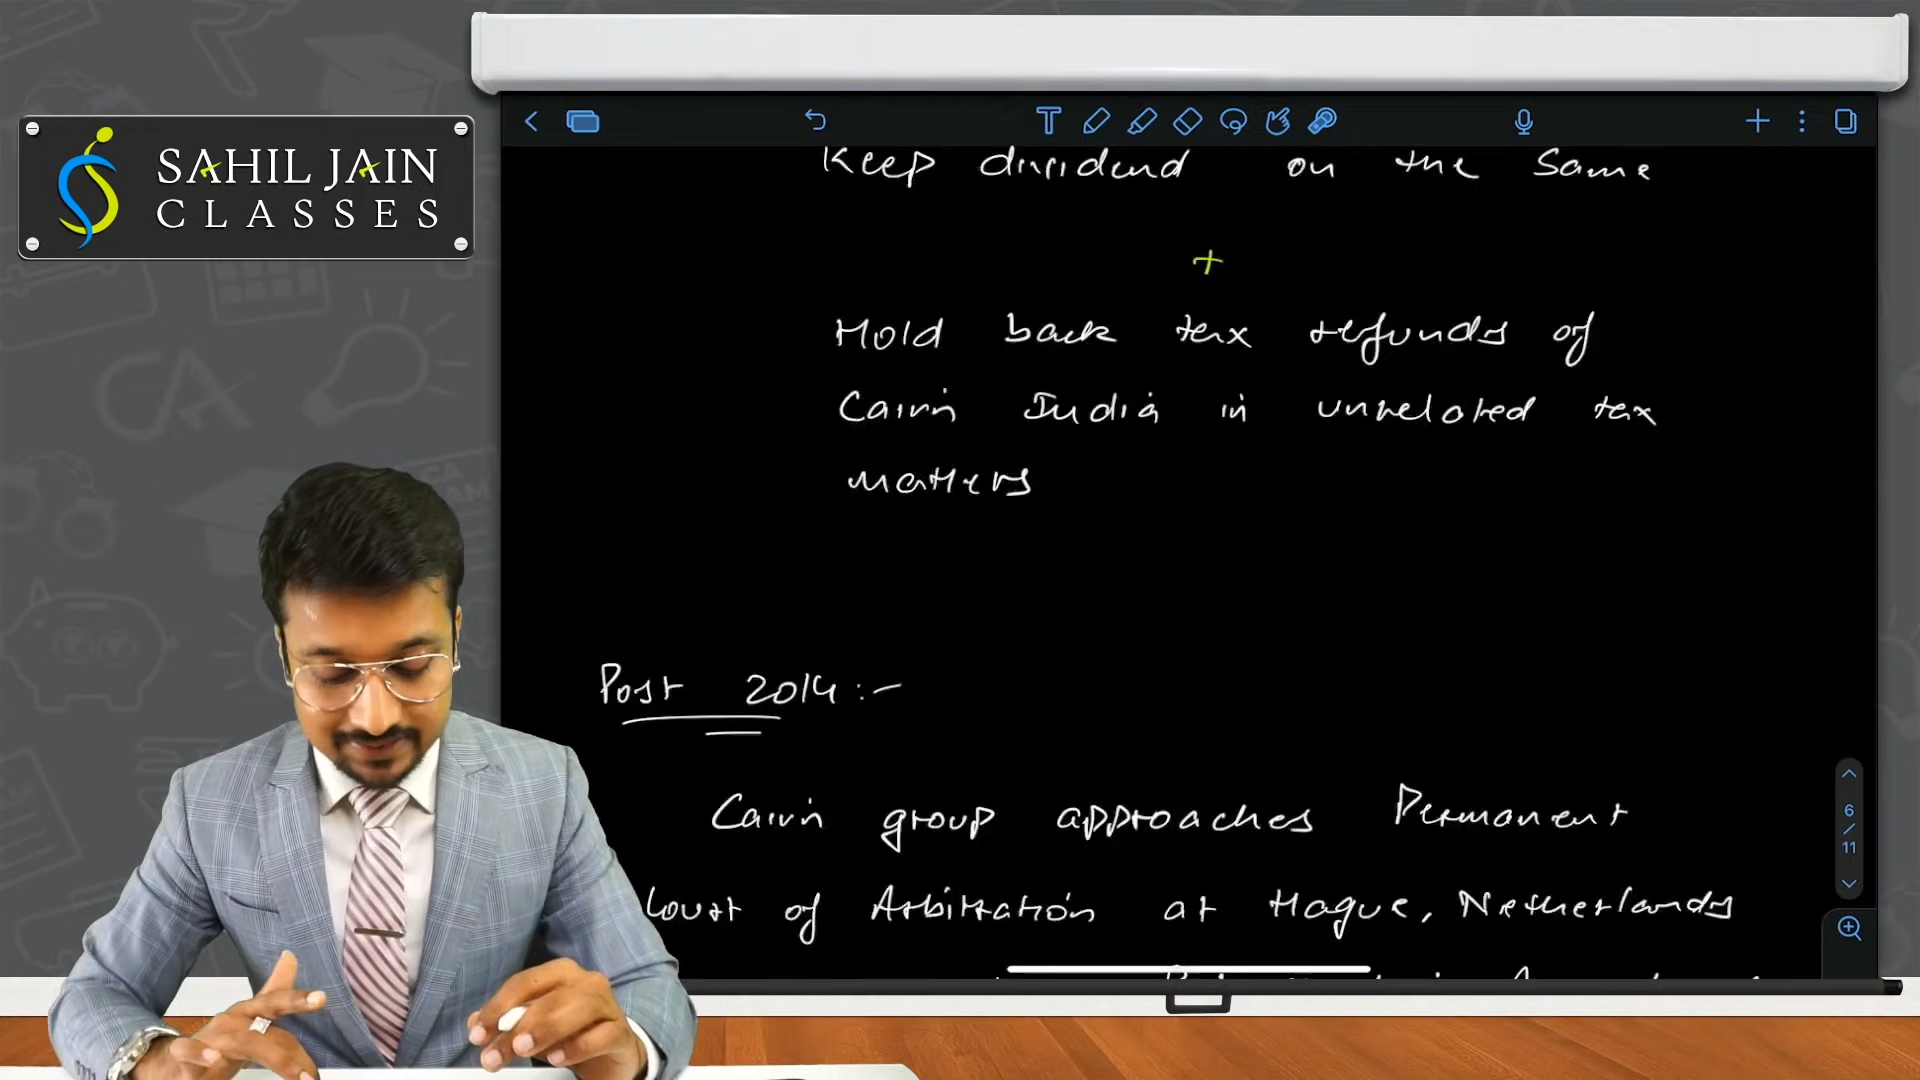 SAHIL JAIN
CLASSES
Keep dividend on the same
+
Hold back tax refunds of
Cairn India in unrelated tax
matters
Post 2014:-
Cairn group approaches Permanent
Court of Arbitration at Hague, Netherlands
6
/
11